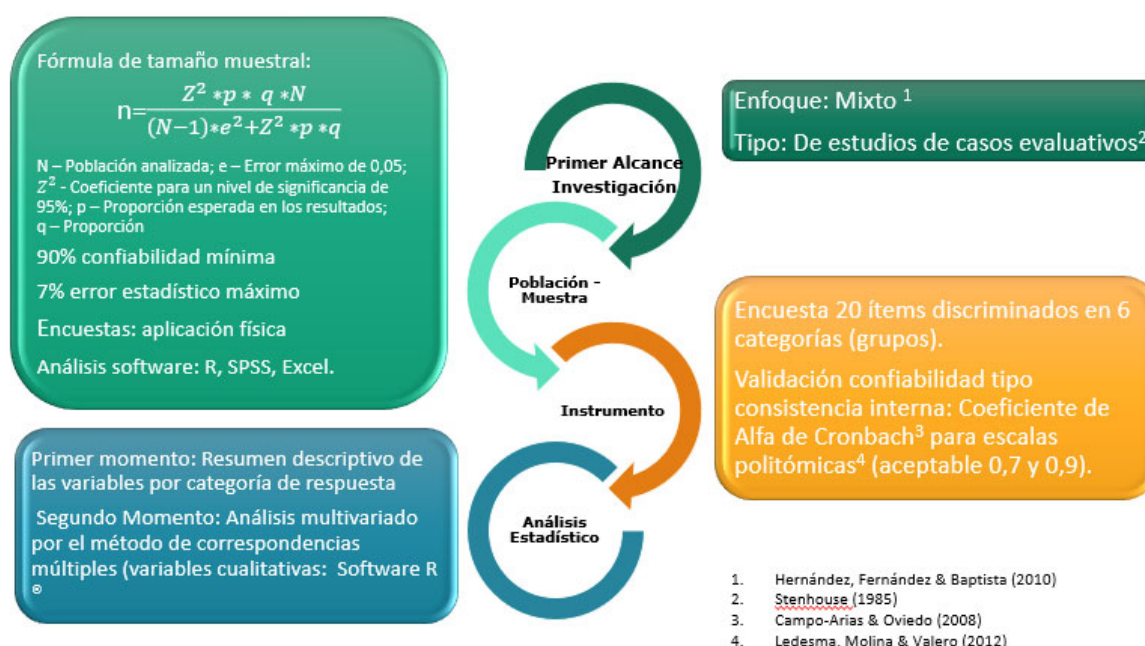 Fórmula de tamaño muestral:
n=\frac{Z^2 *p* q *N}{(N−1)*e^2+Z^2 *p*q}
N – Población analizada; e – Error máximo de 0,05;
Z^2 - Coeficiente para un nivel de significancia de
95%; p – Proporción esperada en los resultados;
q – Proporción
90% confiabilidad mínima
7% error estadístico máximo
Encuestas: aplicación física
Análisis software: R, SPSS, Excel.
Primer Alcance
Investigación
Enfoque: Mixto 1
Tipo: De estudios de casos evaluativos2
Población -
Muestra
Instrumento
Encuesta 20 ítems discriminados en 6
categorías (grupos).
Validación confiabilidad tipo
consistencia interna: Coeficiente de
Alfa de Cronbach3 para escalas
politómicas4 (aceptable 0,7 y 0,9).
Primer momento: Resumen descriptivo de
las variables por categoría de respuesta
Segundo Momento: Análisis multivariado
por el método de correspondencias
múltiples (variables cualitativas: Software R
®
Análisis
Estadístico
1. Hernández, Fernández & Baptista (2010)
2. Stenhouse (1985)
3. Campo-Arias & Oviedo (2008)
4. Ledesma, Molina & Valero (2012)